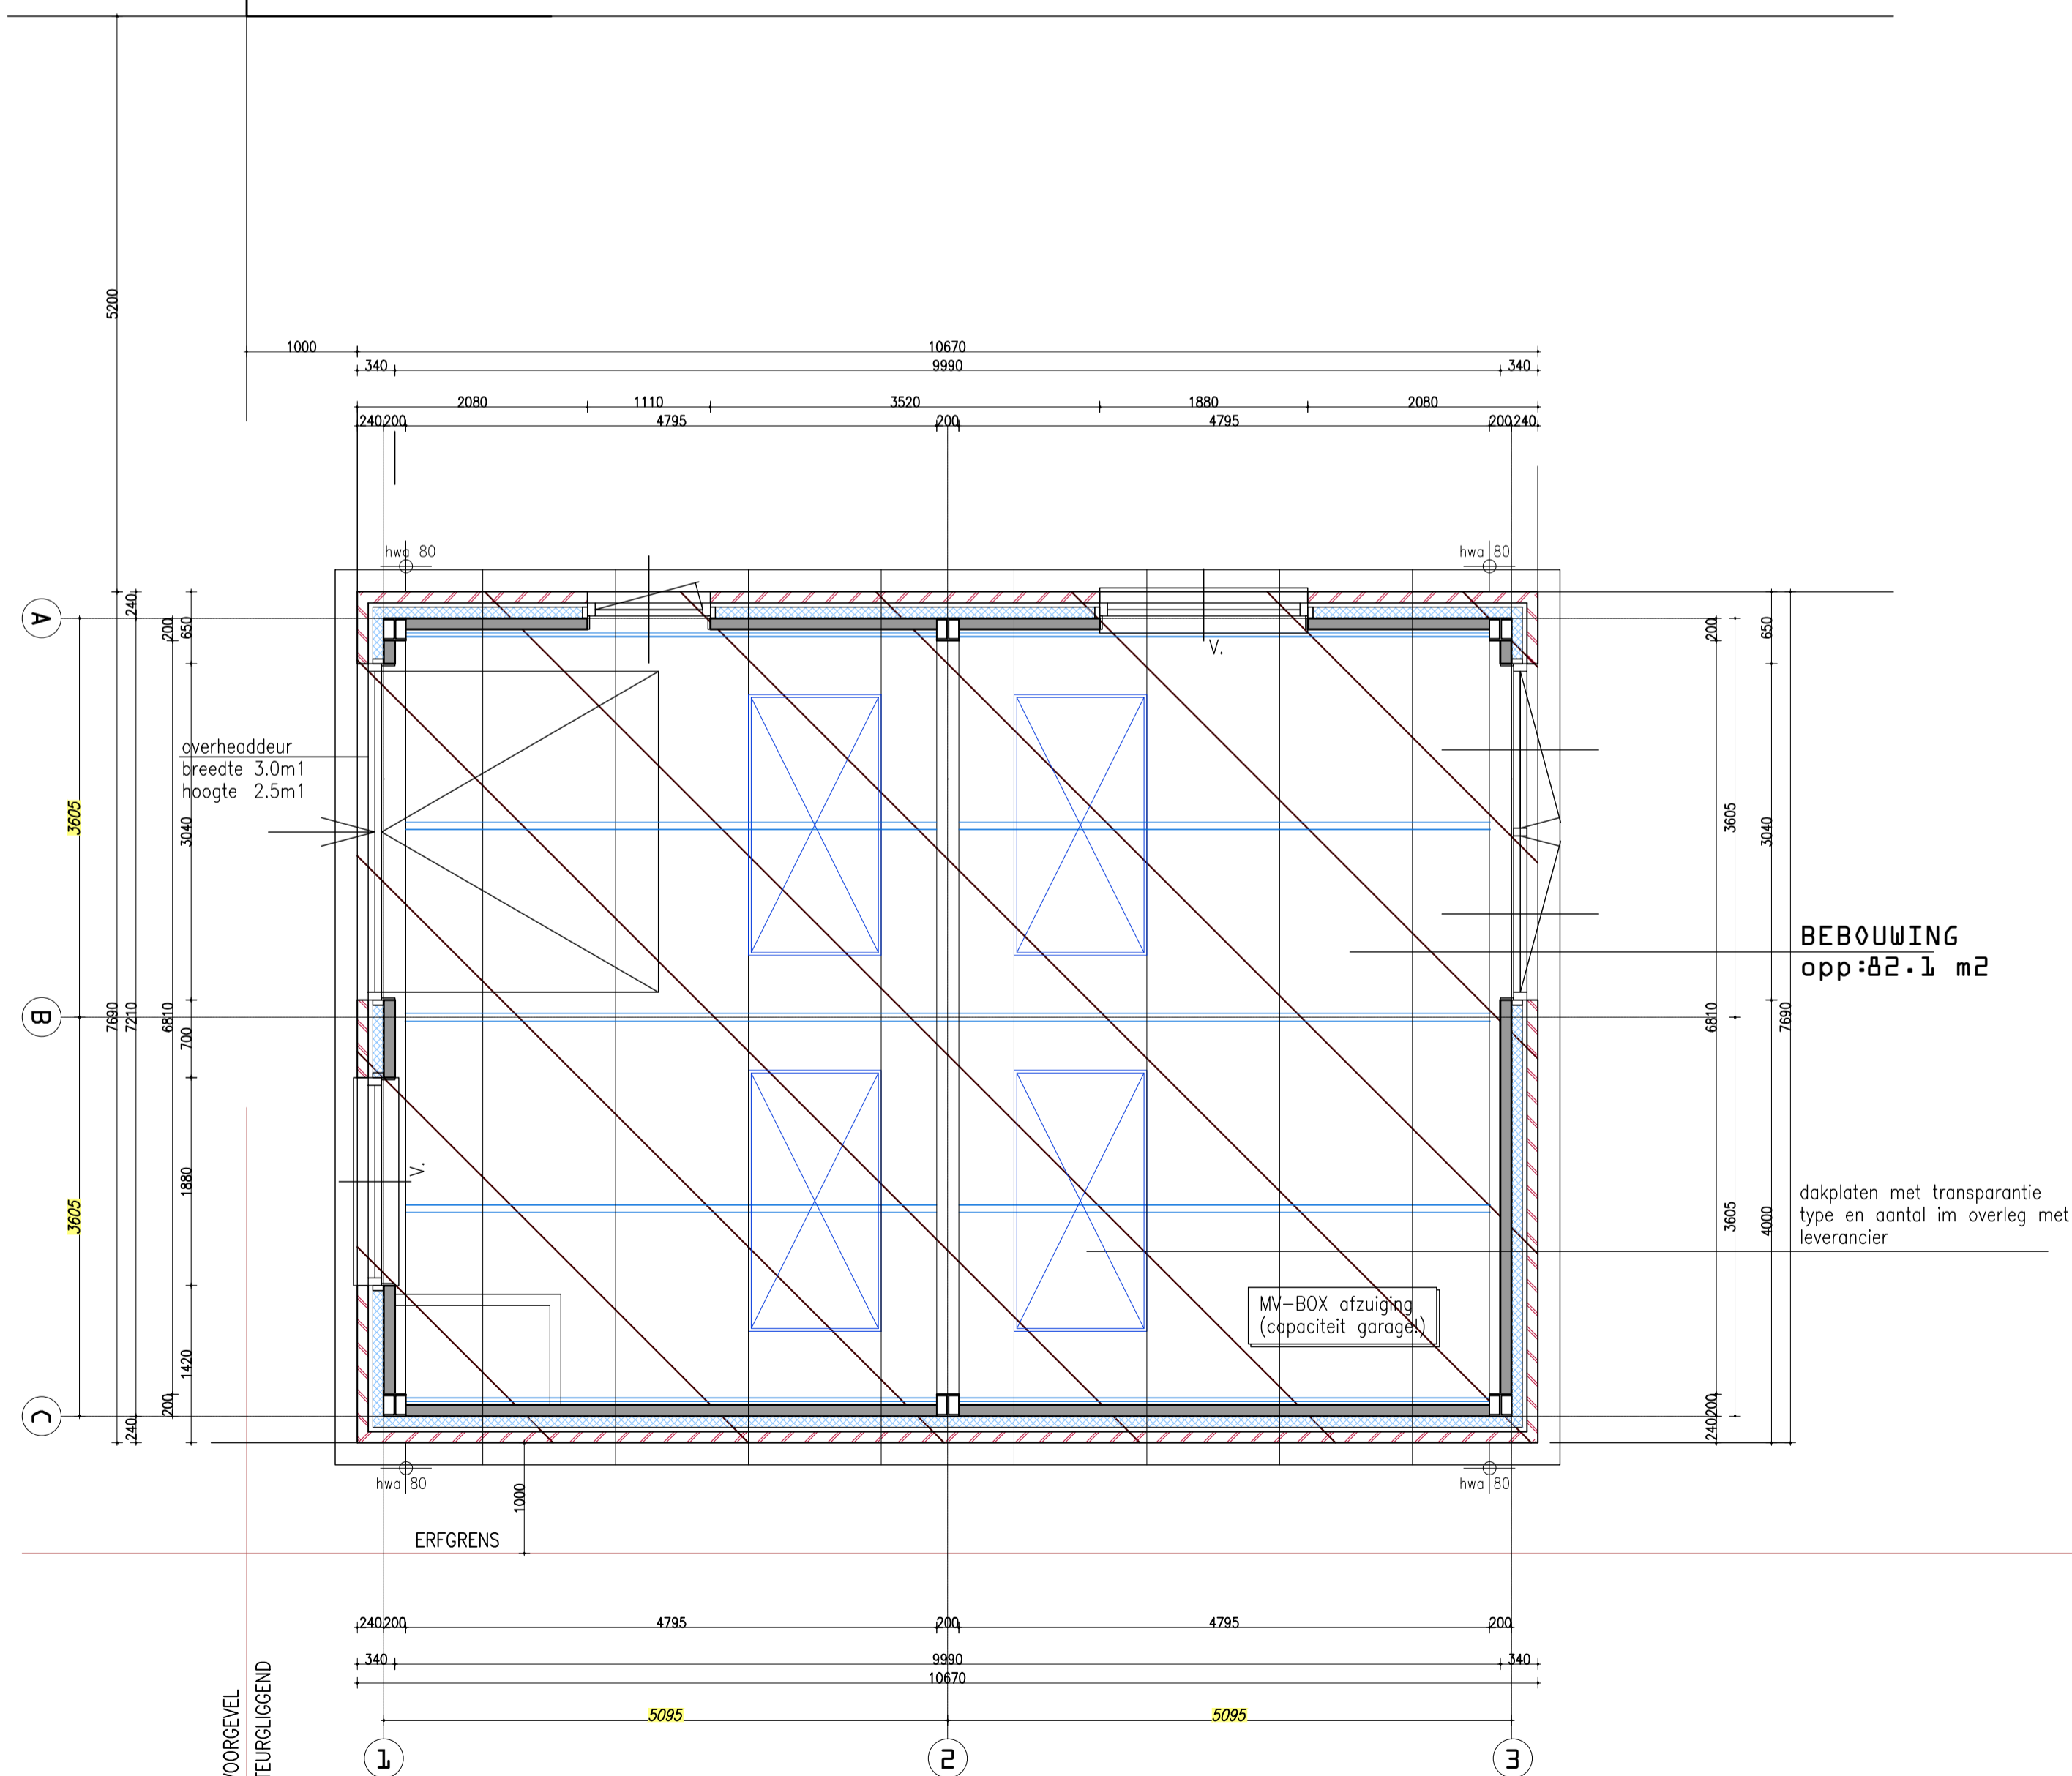 5200
1000
10670
340
9990
340
2080
1110
3520
1880
2080
240
200
4795
200
4795
200
240
hwa 80
hwa 80
A
240
200
650
200
650
V.
overheaddeur
breedte 3.0m1
hoogte 2.5m1
3605
3040
3605
3040
BEBOUWING
opp:82.1 m2
B
7690
7210
6810
700
6810
7690
V.
3605
1880
3605
4000
dakplaten met transparantie
type en aantal im overleg met
leverancier
MV-BOX afzuiging
(capaciteit garage!)
1420
200
C
240
240
200
hwa 80
hwa 80
1000
ERFGRENS
240
200
4795
200
4795
200
340
9990
340
10670
5095
5095
VOORGEVEL
TEURGLIGGEND
1
2
3